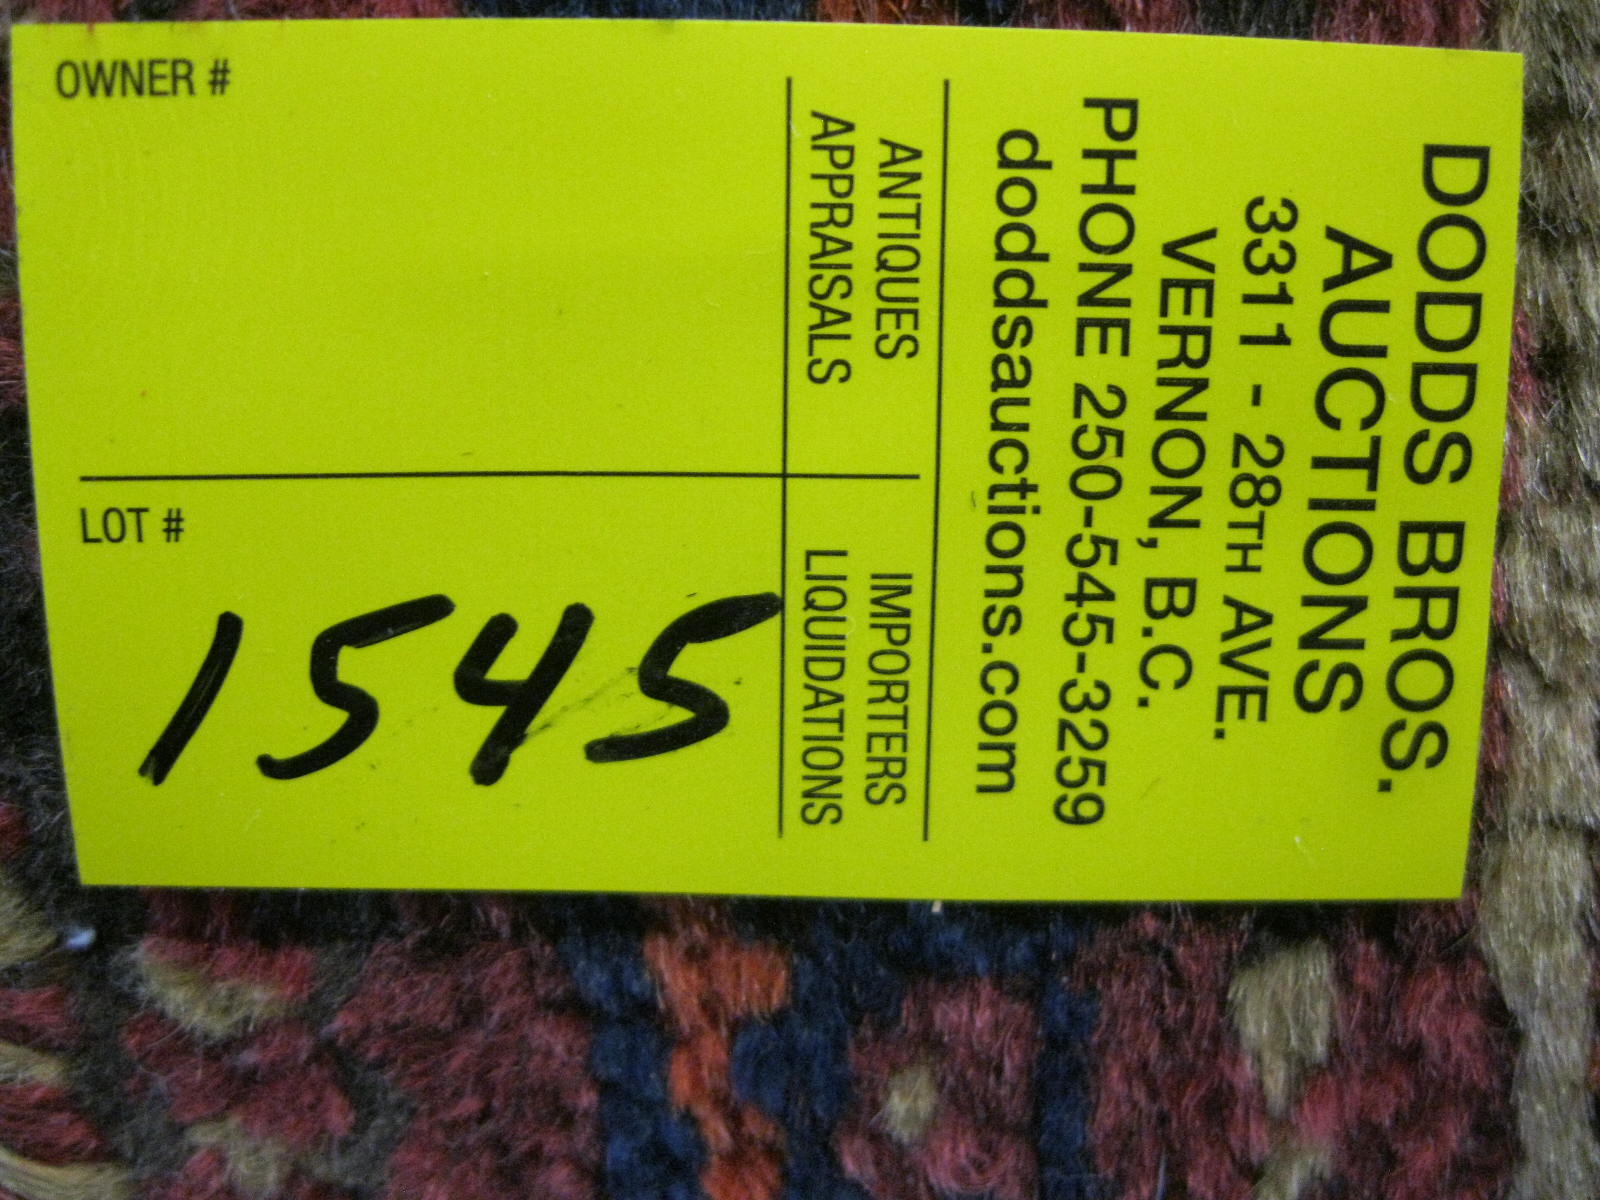 DODDS BROS.
AUCTIONS
3311 - 28TH AVE.
VERNON, B.C.
PHONE 250-545-3259
doddsauctions.com
ANTIQUES
APPRAISALS
IMPORTERS
LIQUIDATIONS
OWNER #
LOT #
1545